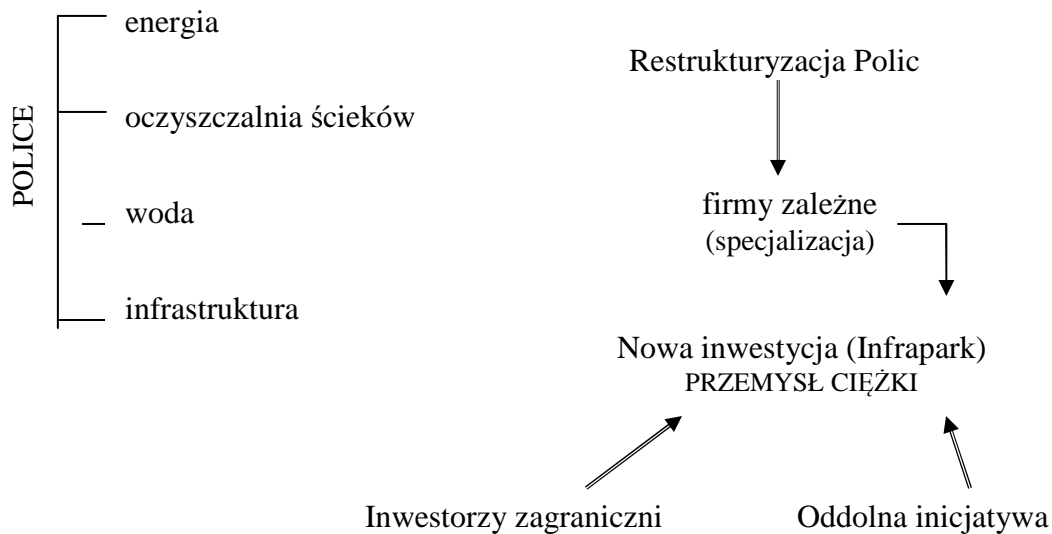 POLICE
energia
oczyszczalnia ścieków
woda
infrastruktura
Restrukturyzacja Polic
firmy zależne
(specjalizacja)
Nowa inwestycja (Infrapark)
PRZEMYSŁ CIĘŻKI
Inwestorzy zagraniczni
Oddolna inicjatywa